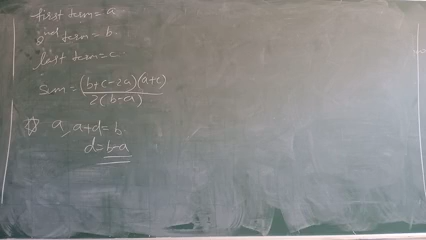 first term = a.
2nd term = b.
last term = c.
Sum = (b+c-2a)(a+c) / 2(b-a)
a, a+d = b.
d = b-a